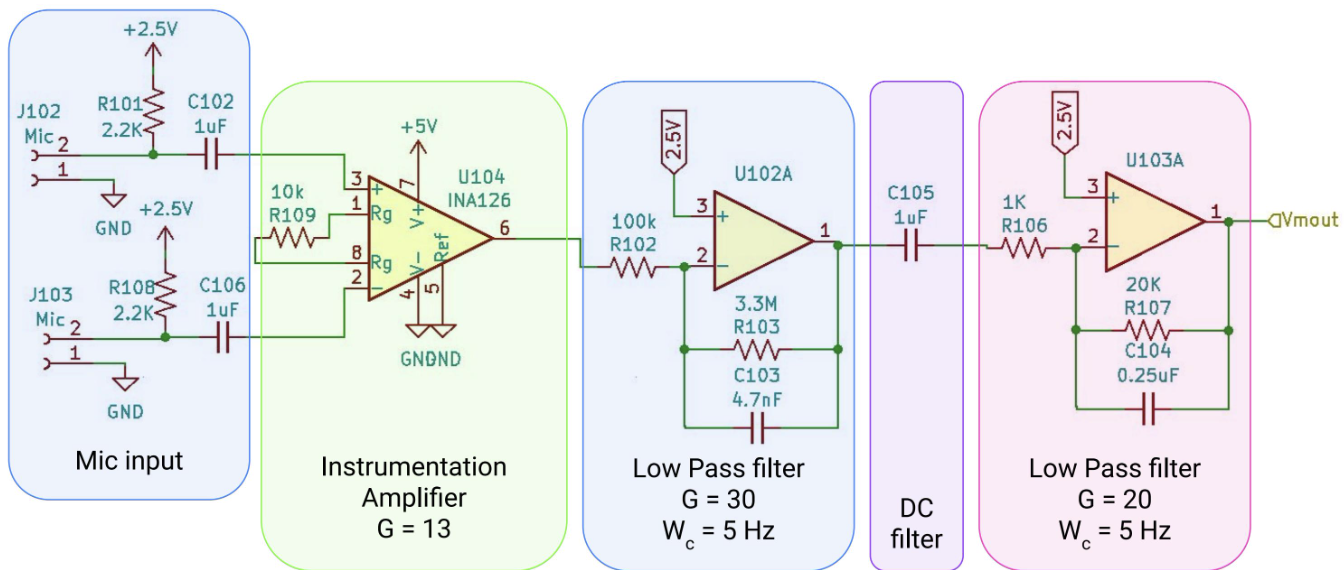 +2.5V
R101
2.2K
C102
1uF
J102
Mic
2
1
GND
+2.5V
R108
2.2K
C106
1uF
J103
Mic
2
1
GND
Mic input
+5V
U104
INA126
10k
R109
3
1
8
2
+
Rg
Rg
−
7
V+
V-
Ref
4
5
6
GND
GND
Instrumentation
Amplifier
G = 13
2.5V
U102A
100k
R102
3
+
2
−
1
3.3M
R103
C103
4.7nF
Low Pass filter
G = 30
Wc = 5 Hz
C105
1uF
DC
filter
2.5V
U103A
1K
R106
3
+
2
−
1
Vmout
20K
R107
C104
0.25uF
Low Pass filter
G = 20
Wc = 5 Hz